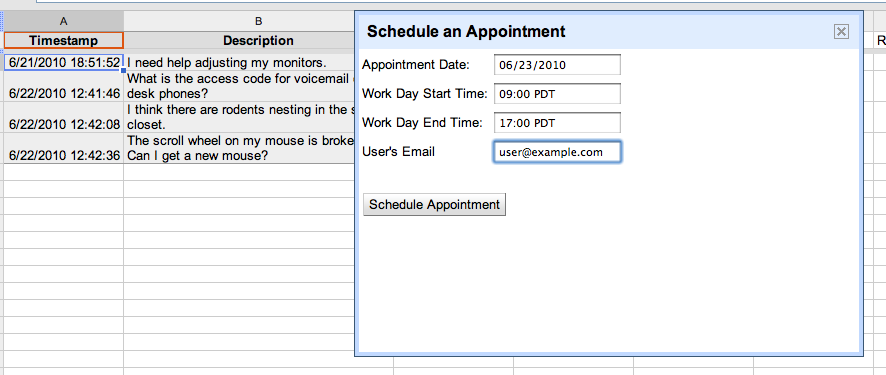 A B
Timestamp Description R
6/21/2010 18:51:52 I need help adjusting my monitors.
What is the access code for voicemail
6/22/2010 12:41:46 desk phones?
I think there are rodents nesting in the
6/22/2010 12:42:08 closet.
The scroll wheel on my mouse is broke
6/22/2010 12:42:36 Can I get a new mouse?
Schedule an Appointment
Appointment Date: 06/23/2010
Work Day Start Time: 09:00 PDT
Work Day End Time: 17:00 PDT
User's Email user@example.com
Schedule Appointment